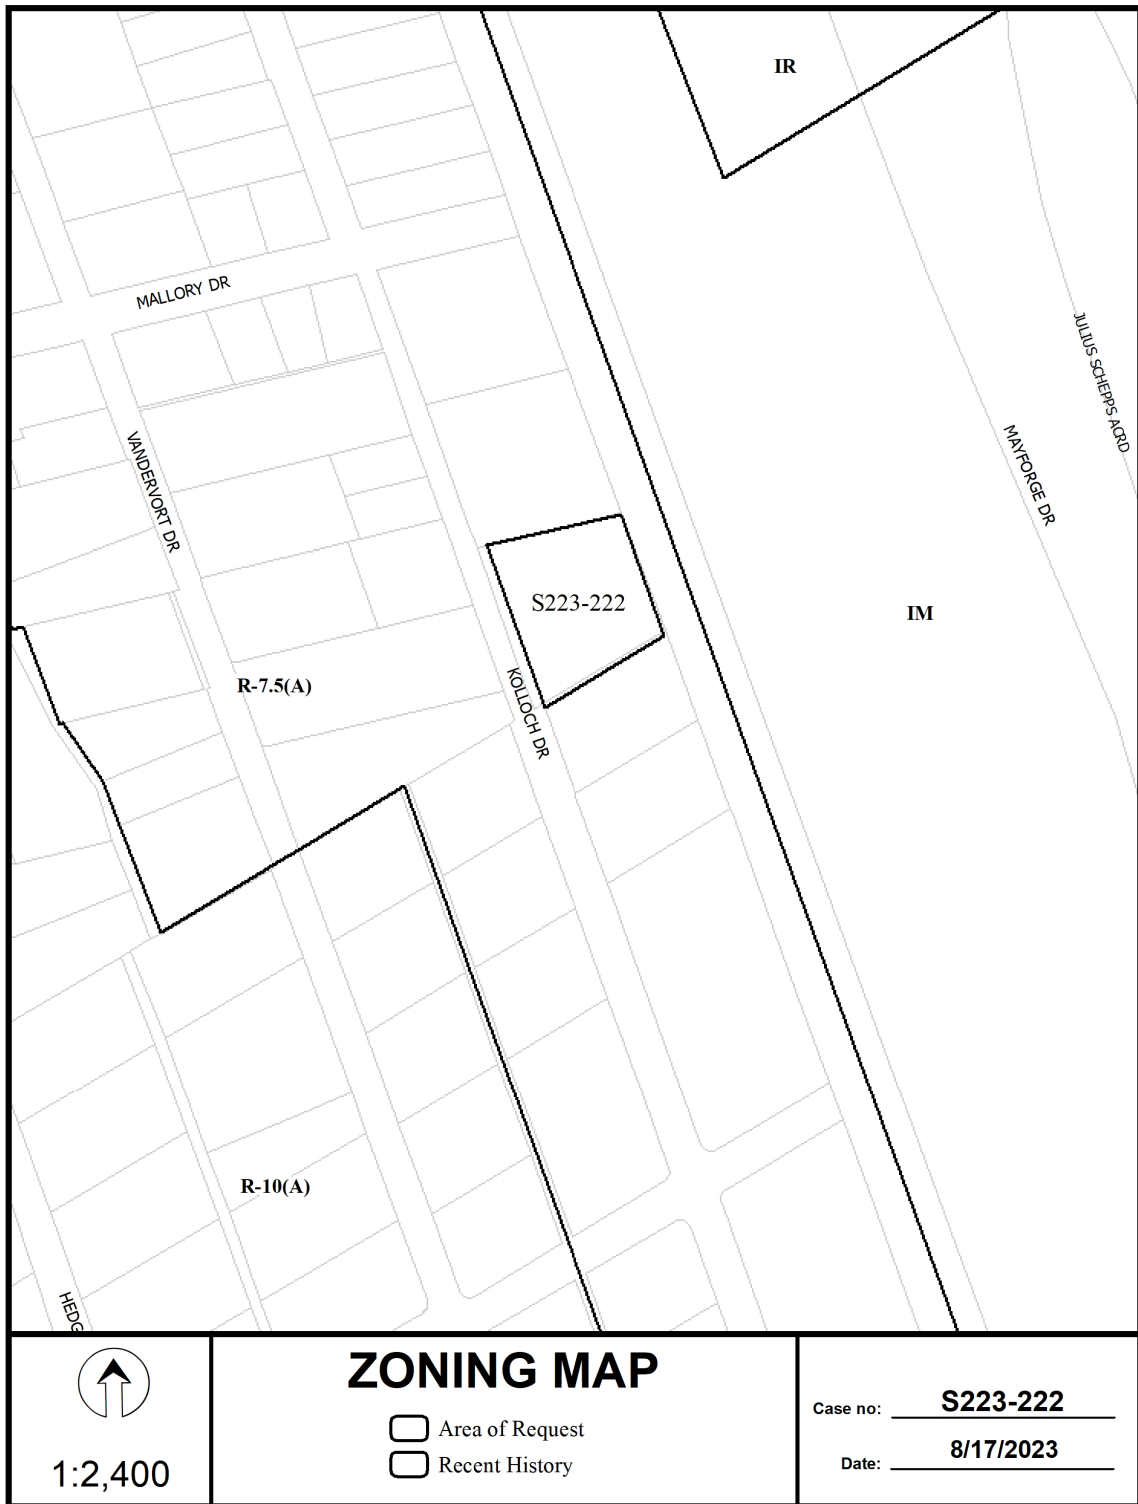 IR
MALLORY DR
JULIUS SCHEPPS ACRD
VANDERVORT DR
MAYFORGE DR
S223-222
IM
R-7.5(A)
KOLLOCH DR
R-10(A)
HEDG
ZONING MAP
Area of Request
Recent History
1:2,400
Case no: S223-222
Date: 8/17/2023